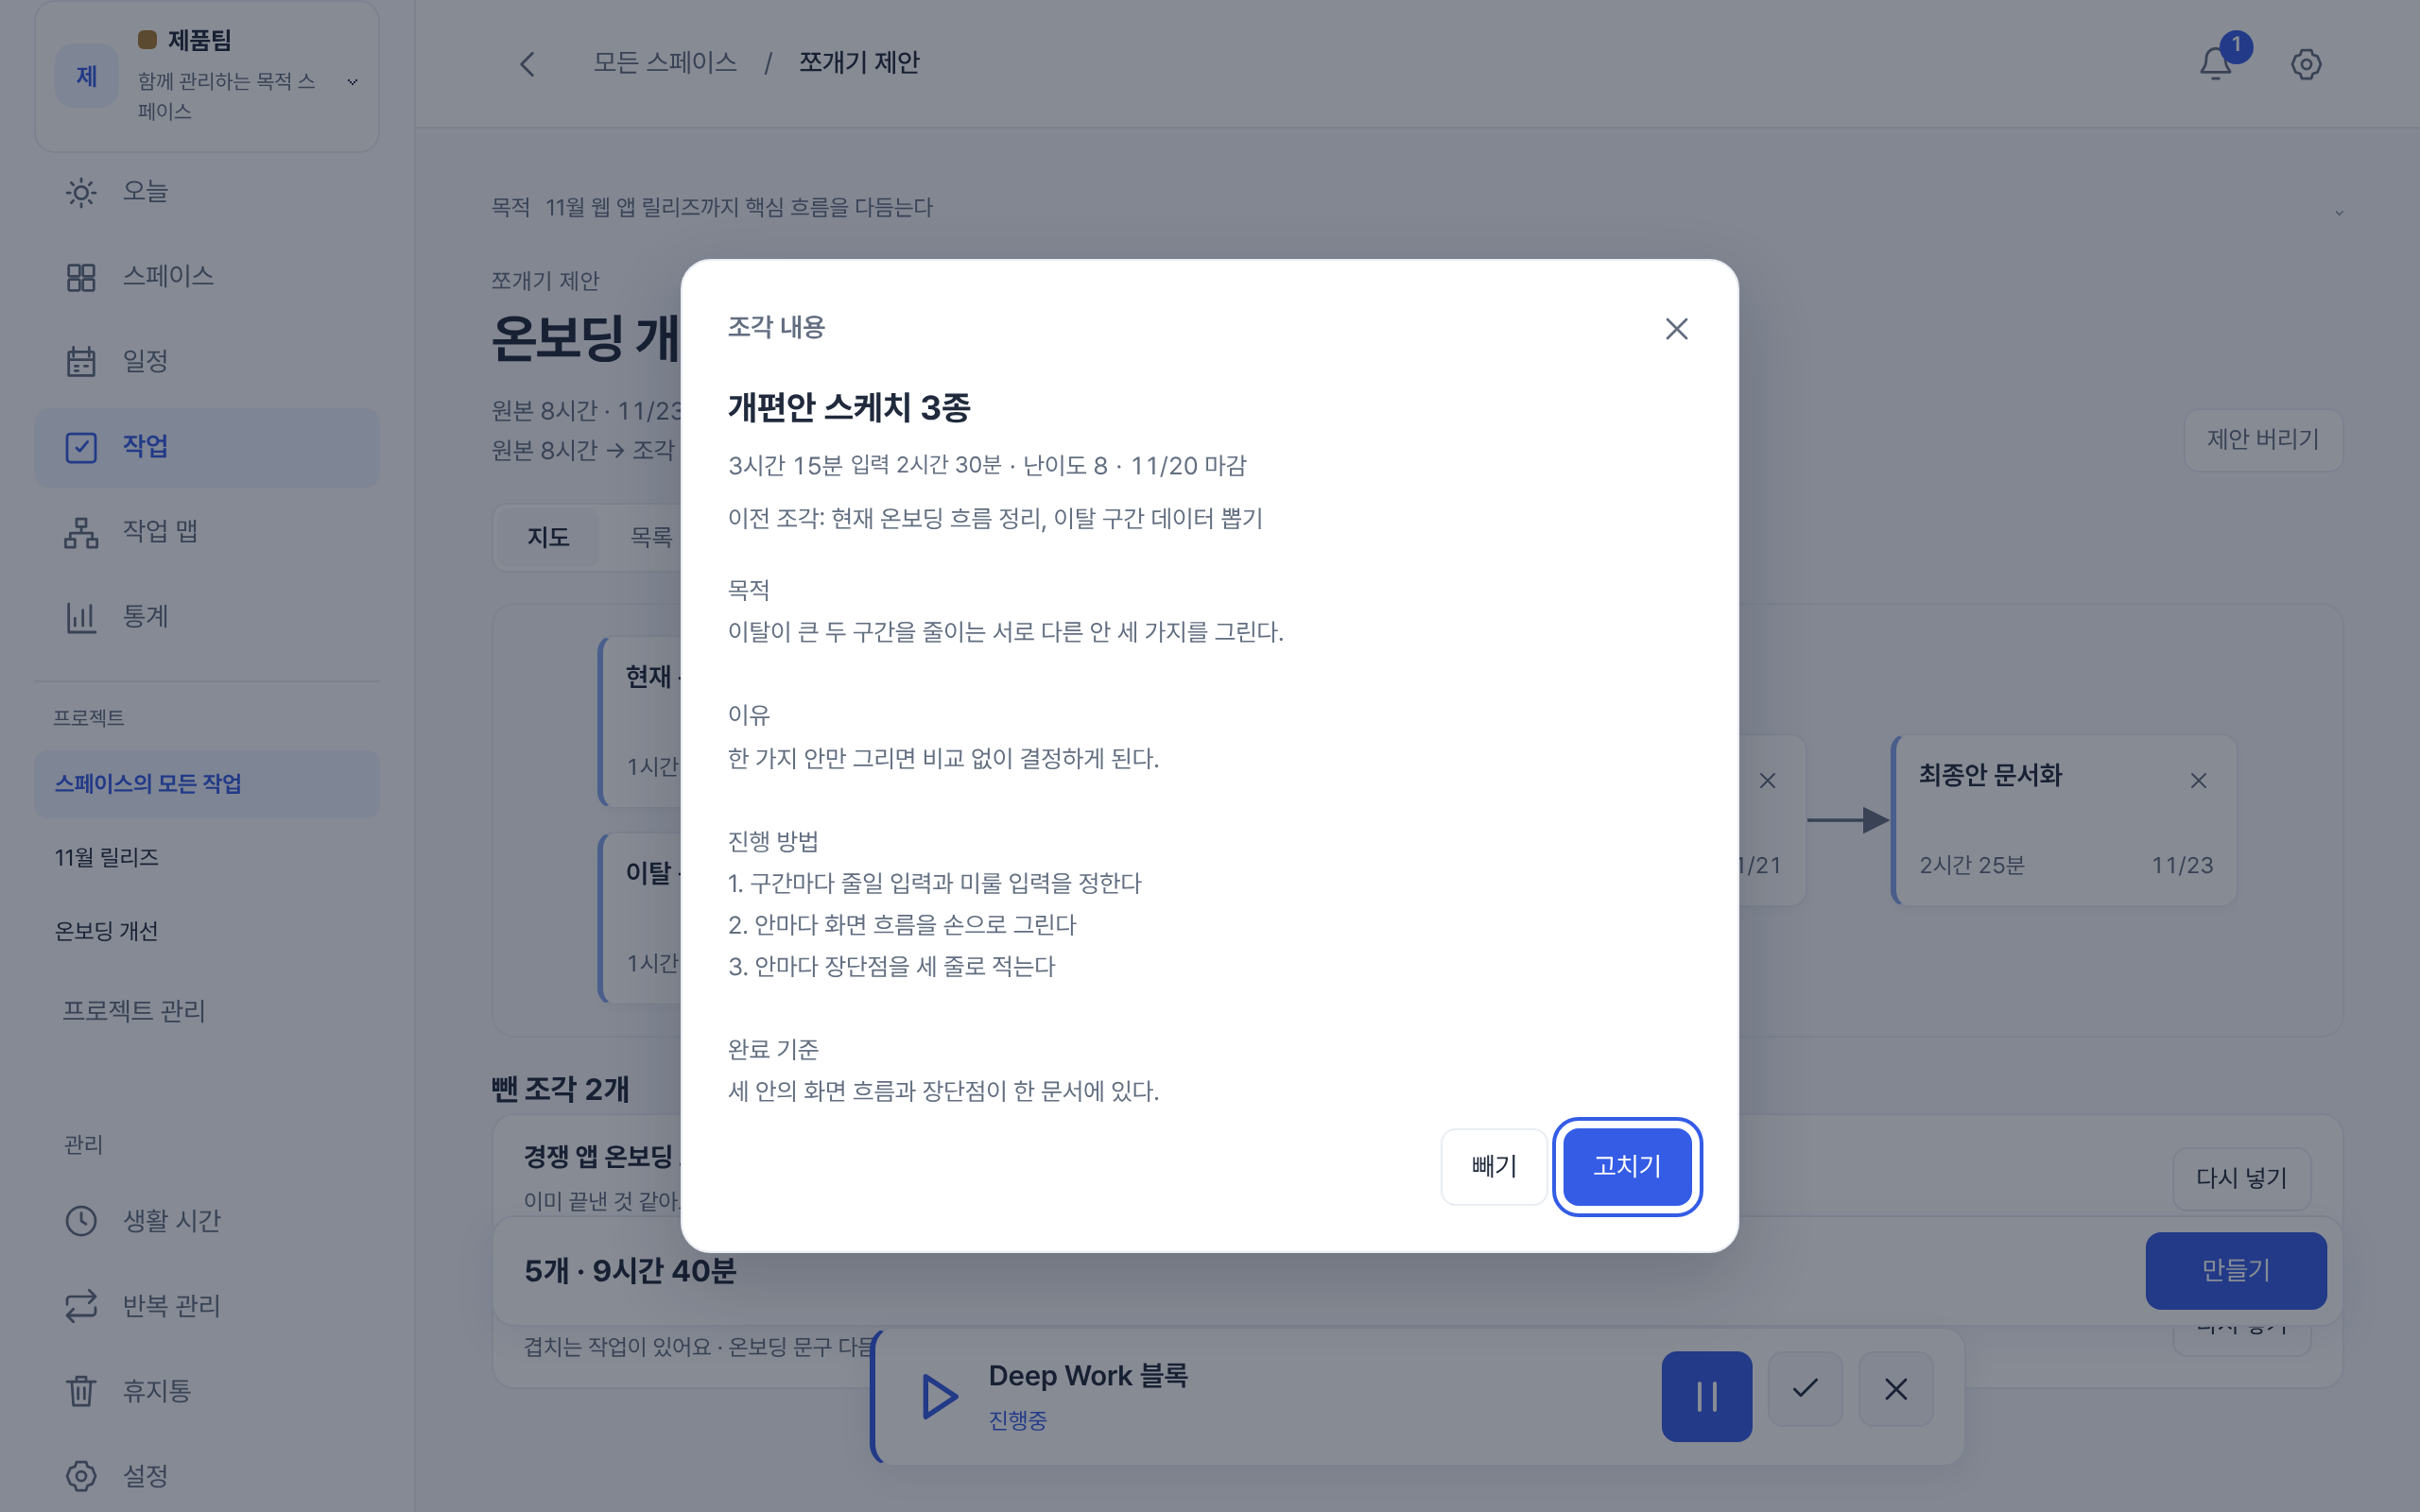 제
제품팀
함께 관리하는 목적 스
페이스
오늘
스페이스
일정
작업
작업 맵
통계
프로젝트
스페이스의 모든 작업
11월 릴리즈
온보딩 개선
프로젝트 관리
관리
생활 시간
반복 관리
휴지통
설정
모든 스페이스 / 쪼개기 제안
1
목적 11월 웹 앱 릴리즈까지 핵심 흐름을 다듬는다
쪼개기 제안
온보딩 개
원본 8시간 · 11/23
원본 8시간 → 조각
제안 버리기
지도 목록
현재
1시간
이탈
1시간
1/21
최종안 문서화
2시간 25분 11/23
뺀 조각 2개
경쟁 앱 온보딩
이미 끝낸 것 같아
다시 넣기
5개 · 9시간 40분
만들기
겹치는 작업이 있어요 · 온보딩 문구 다듬
Deep Work 블록
진행중
조각 내용
개편안 스케치 3종
3시간 15분 입력 2시간 30분 · 난이도 8 · 11/20 마감
이전 조각: 현재 온보딩 흐름 정리, 이탈 구간 데이터 뽑기
목적
이탈이 큰 두 구간을 줄이는 서로 다른 안 세 가지를 그린다.
이유
한 가지 안만 그리면 비교 없이 결정하게 된다.
진행 방법
1. 구간마다 줄일 입력과 미룰 입력을 정한다
2. 안마다 화면 흐름을 손으로 그린다
3. 안마다 장단점을 세 줄로 적는다
완료 기준
세 안의 화면 흐름과 장단점이 한 문서에 있다.
빼기
고치기